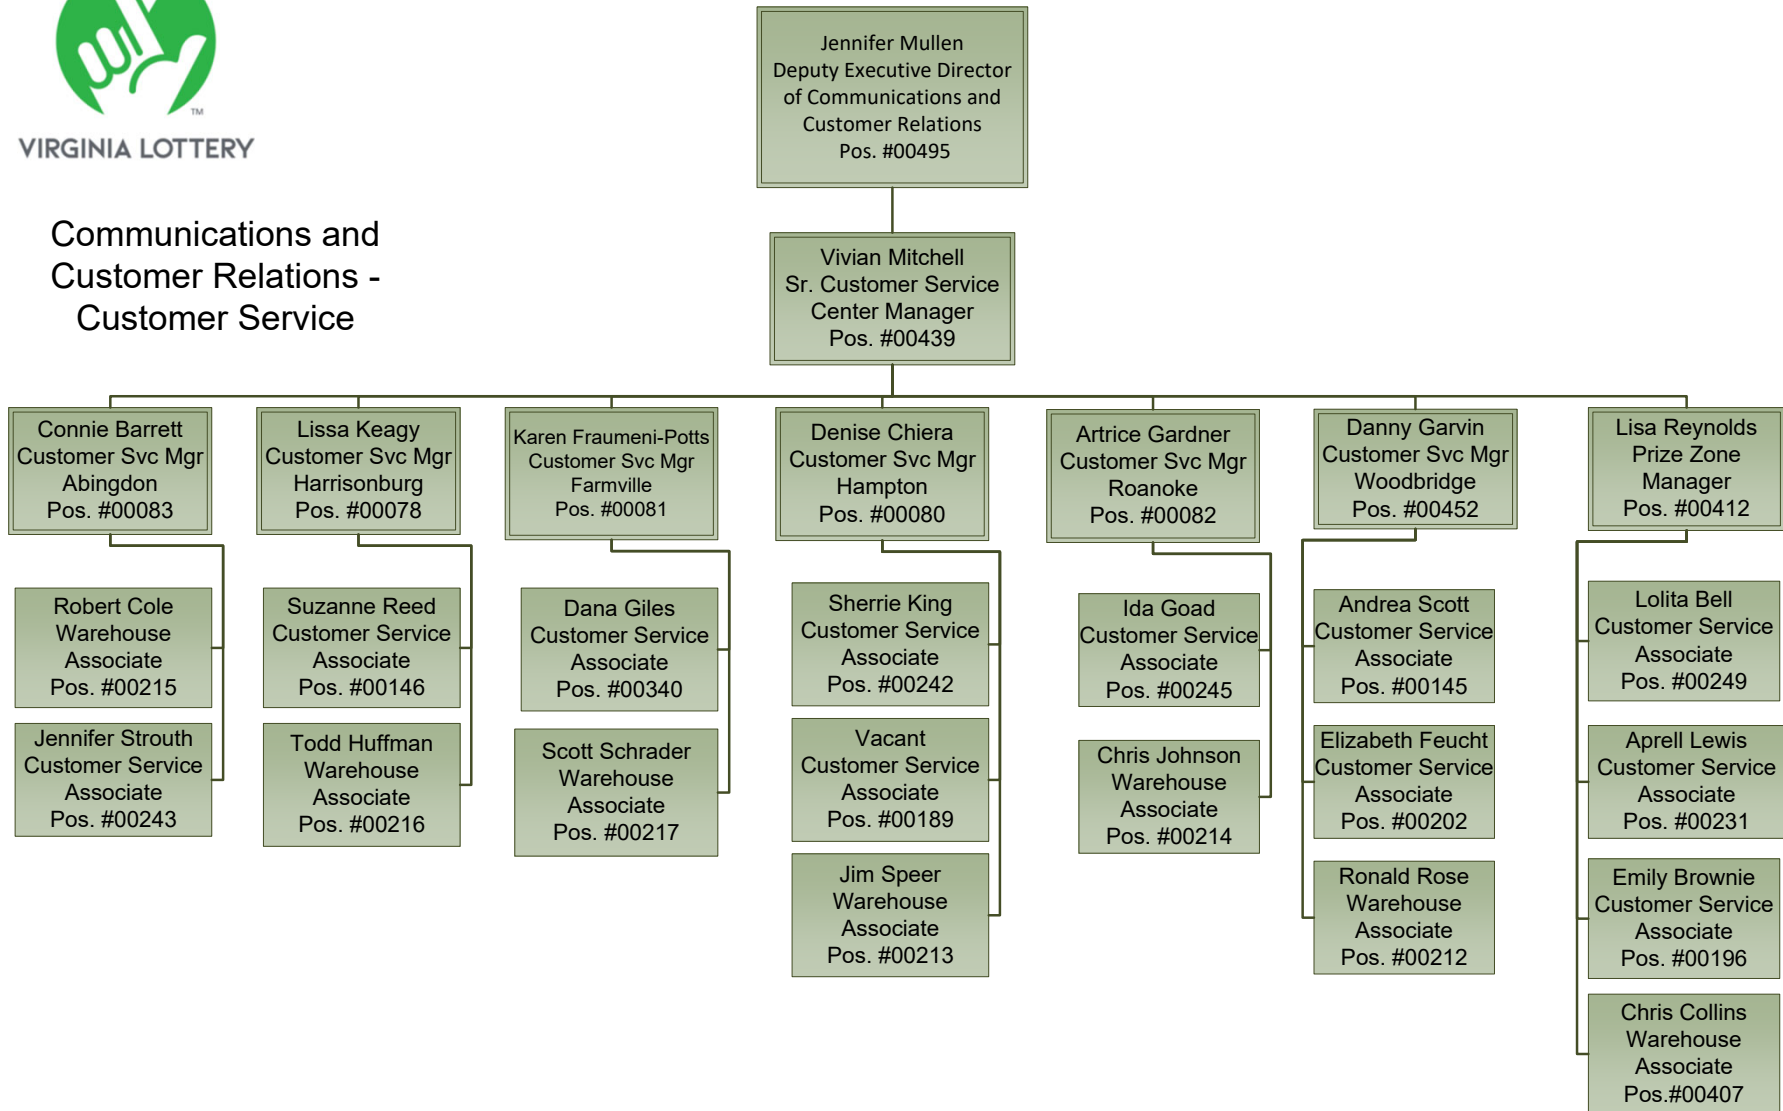 TM
VIRGINIA LOTTERY
Communications and
Customer Relations -
Customer Service
Jennifer Mullen
Deputy Executive Director
of Communications and
Customer Relations
Pos. #00495
Vivian Mitchell
Sr. Customer Service
Center Manager
Pos. #00439
Connie Barrett
Customer Svc Mgr
Abingdon
Pos. #00083
Lissa Keagy
Customer Svc Mgr
Harrisonburg
Pos. #00078
Karen Fraumeni-Potts
Customer Svc Mgr
Farmville
Pos. #00081
Denise Chiera
Customer Svc Mgr
Hampton
Pos. #00080
Artrice Gardner
Customer Svc Mgr
Roanoke
Pos. #00082
Danny Garvin
Customer Svc Mgr
Woodbridge
Pos. #00452
Lisa Reynolds
Prize Zone
Manager
Pos. #00412
Robert Cole
Warehouse
Associate
Pos. #00215
Jennifer Strouth
Customer Service
Associate
Pos. #00243
Suzanne Reed
Customer Service
Associate
Pos. #00146
Todd Huffman
Warehouse
Associate
Pos. #00216
Dana Giles
Customer Service
Associate
Pos. #00340
Scott Schrader
Warehouse
Associate
Pos. #00217
Sherrie King
Customer Service
Associate
Pos. #00242
Vacant
Customer Service
Associate
Pos. #00189
Jim Speer
Warehouse
Associate
Pos. #00213
Ida Goad
Customer Service
Associate
Pos. #00245
Chris Johnson
Warehouse
Associate
Pos. #00214
Andrea Scott
Customer Service
Associate
Pos. #00145
Elizabeth Feucht
Customer Service
Associate
Pos. #00202
Ronald Rose
Warehouse
Associate
Pos. #00212
Lolita Bell
Customer Service
Associate
Pos. #00249
Aprell Lewis
Customer Service
Associate
Pos. #00231
Emily Brownie
Customer Service
Associate
Pos. #00196
Chris Collins
Warehouse
Associate
Pos.#00407